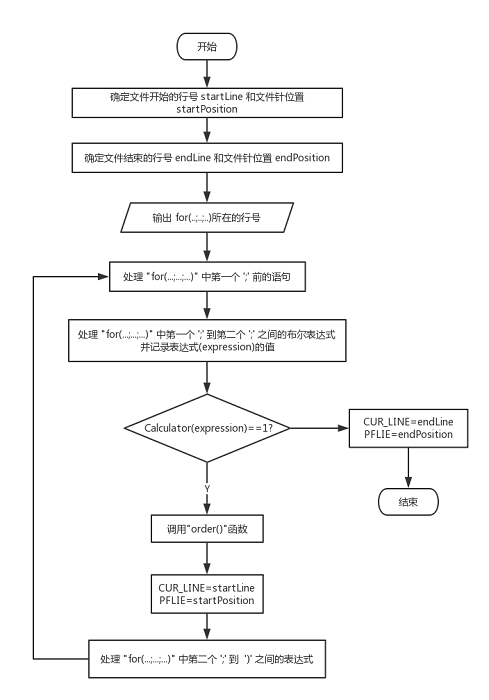 开始
确定文件开始的行号 startLine 和文件针位置
startPosition
确定文件结束的行号 endLine 和文件针位置 endPosition
输出 for(..;..;..)所在的行号
处理 "for(...;...;...)" 中第一个 ';' 前的语句
处理 "for(...;...;...)" 中第一个 ';' 到第二个 ';' 之间的布尔表达式
并记录表达式(expression)的值
Calculator(expression)==1?
CUR_LINE=endLine
PFLIE=endPosition
Y
结束
调用"order()"函数
CUR_LINE=startLine
PFLIE=startPosition
处理 "for(...;...;...)" 中第二个 ';' 到 ')' 之间的表达式